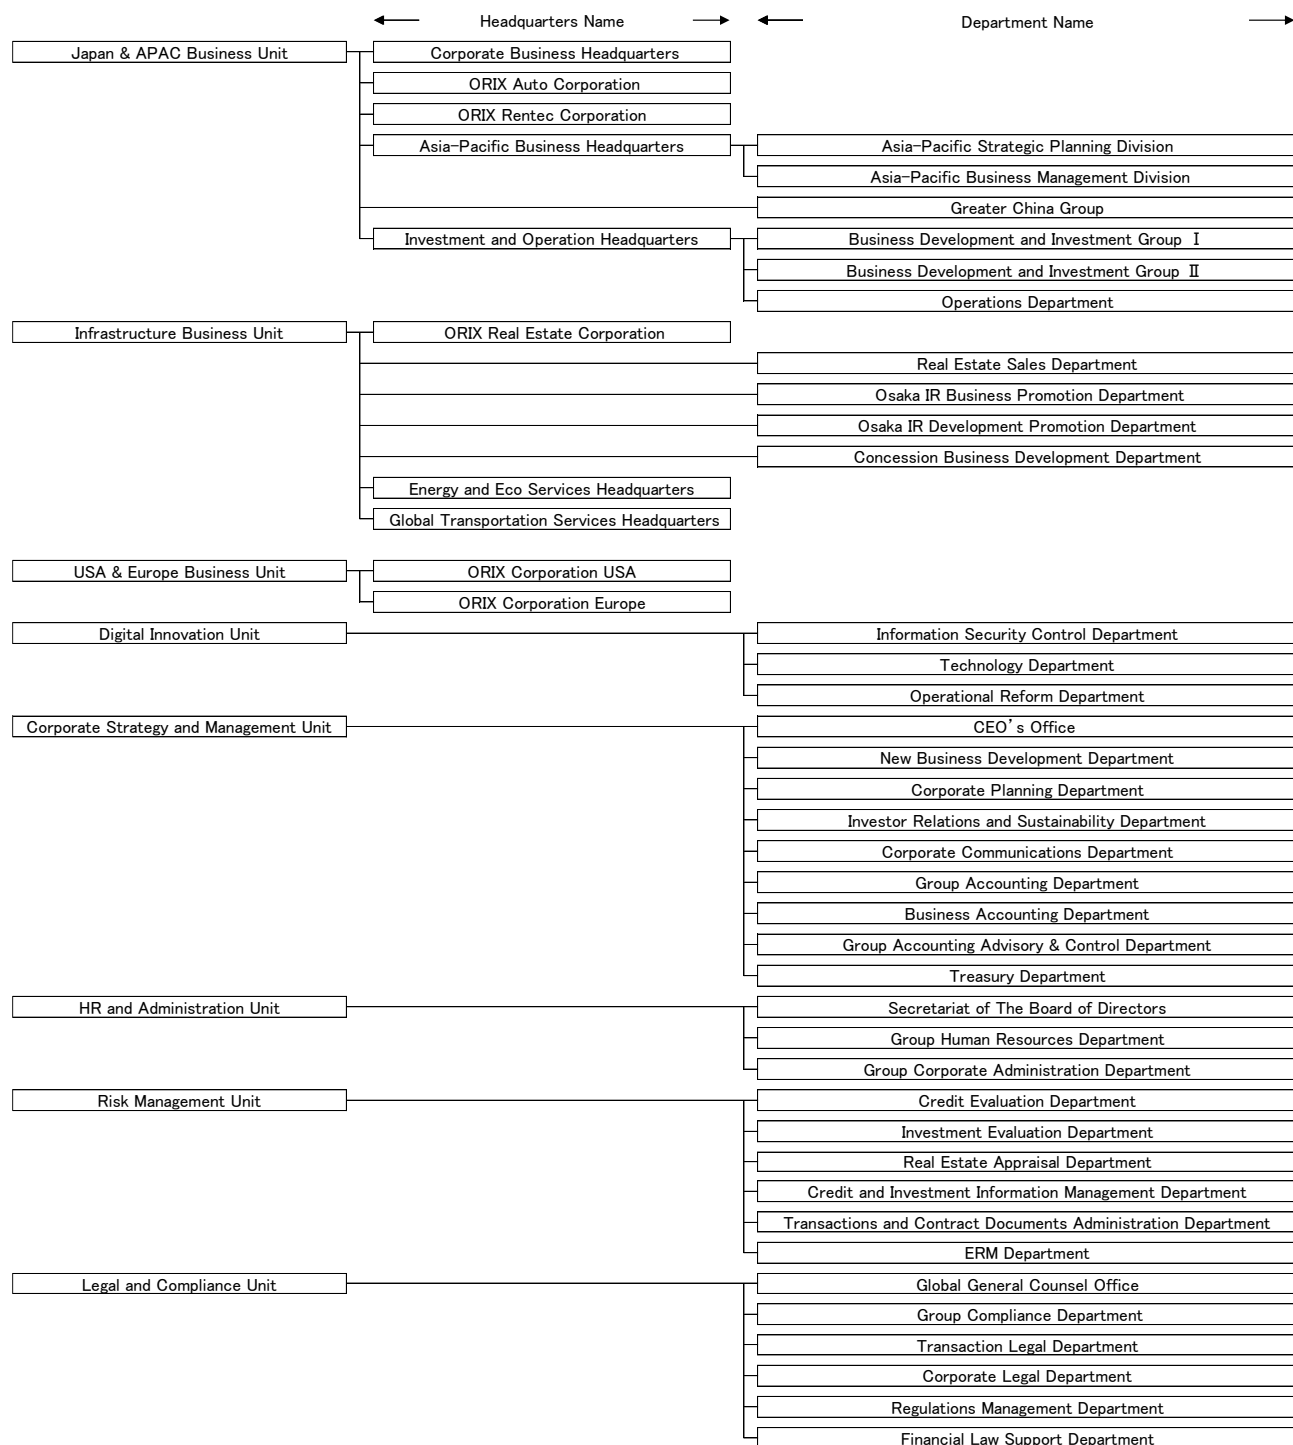 Headquarters Name
Department Name
Japan & APAC Business Unit
Corporate Business Headquarters
ORIX Auto Corporation
ORIX Rentec Corporation
Asia-Pacific Business Headquarters
Asia-Pacific Strategic Planning Division
Asia-Pacific Business Management Division
Greater China Group
Investment and Operation Headquarters
Business Development and Investment Group Ⅰ
Business Development and Investment Group Ⅱ
Operations Department
Infrastructure Business Unit
ORIX Real Estate Corporation
Real Estate Sales Department
Osaka IR Business Promotion Department
Osaka IR Development Promotion Department
Concession Business Development Department
Energy and Eco Services Headquarters
Global Transportation Services Headquarters
USA & Europe Business Unit
ORIX Corporation USA
ORIX Corporation Europe
Digital Innovation Unit
Information Security Control Department
Technology Department
Operational Reform Department
Corporate Strategy and Management Unit
CEO’s Office
New Business Development Department
Corporate Planning Department
Investor Relations and Sustainability Department
Corporate Communications Department
Group Accounting Department
Business Accounting Department
Group Accounting Advisory & Control Department
Treasury Department
HR and Administration Unit
Secretariat of The Board of Directors
Group Human Resources Department
Group Corporate Administration Department
Risk Management Unit
Credit Evaluation Department
Investment Evaluation Department
Real Estate Appraisal Department
Credit and Investment Information Management Department
Transactions and Contract Documents Administration Department
ERM Department
Legal and Compliance Unit
Global General Counsel Office
Group Compliance Department
Transaction Legal Department
Corporate Legal Department
Regulations Management Department
Financial Law Support Department